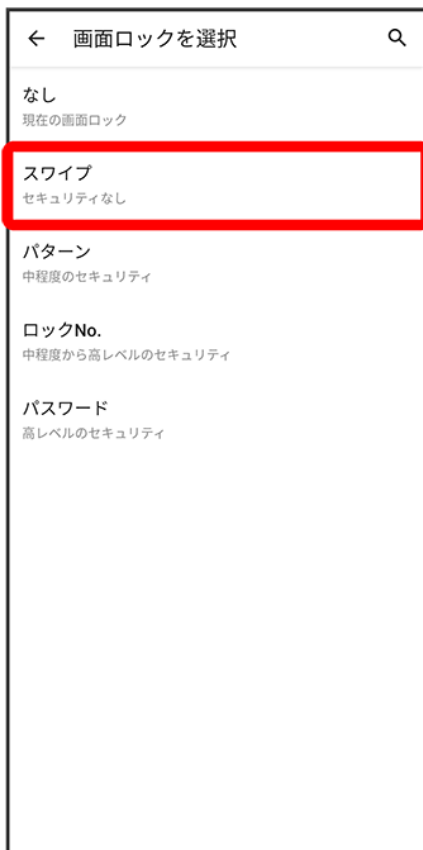 画面ロックを選択
なし
現在の画面ロック
スワイプ
セキュリティなし
パターン
中程度のセキュリティ
ロックNo.
中程度から高レベルのセキュリティ
パスワード
高レベルのセキュリティ